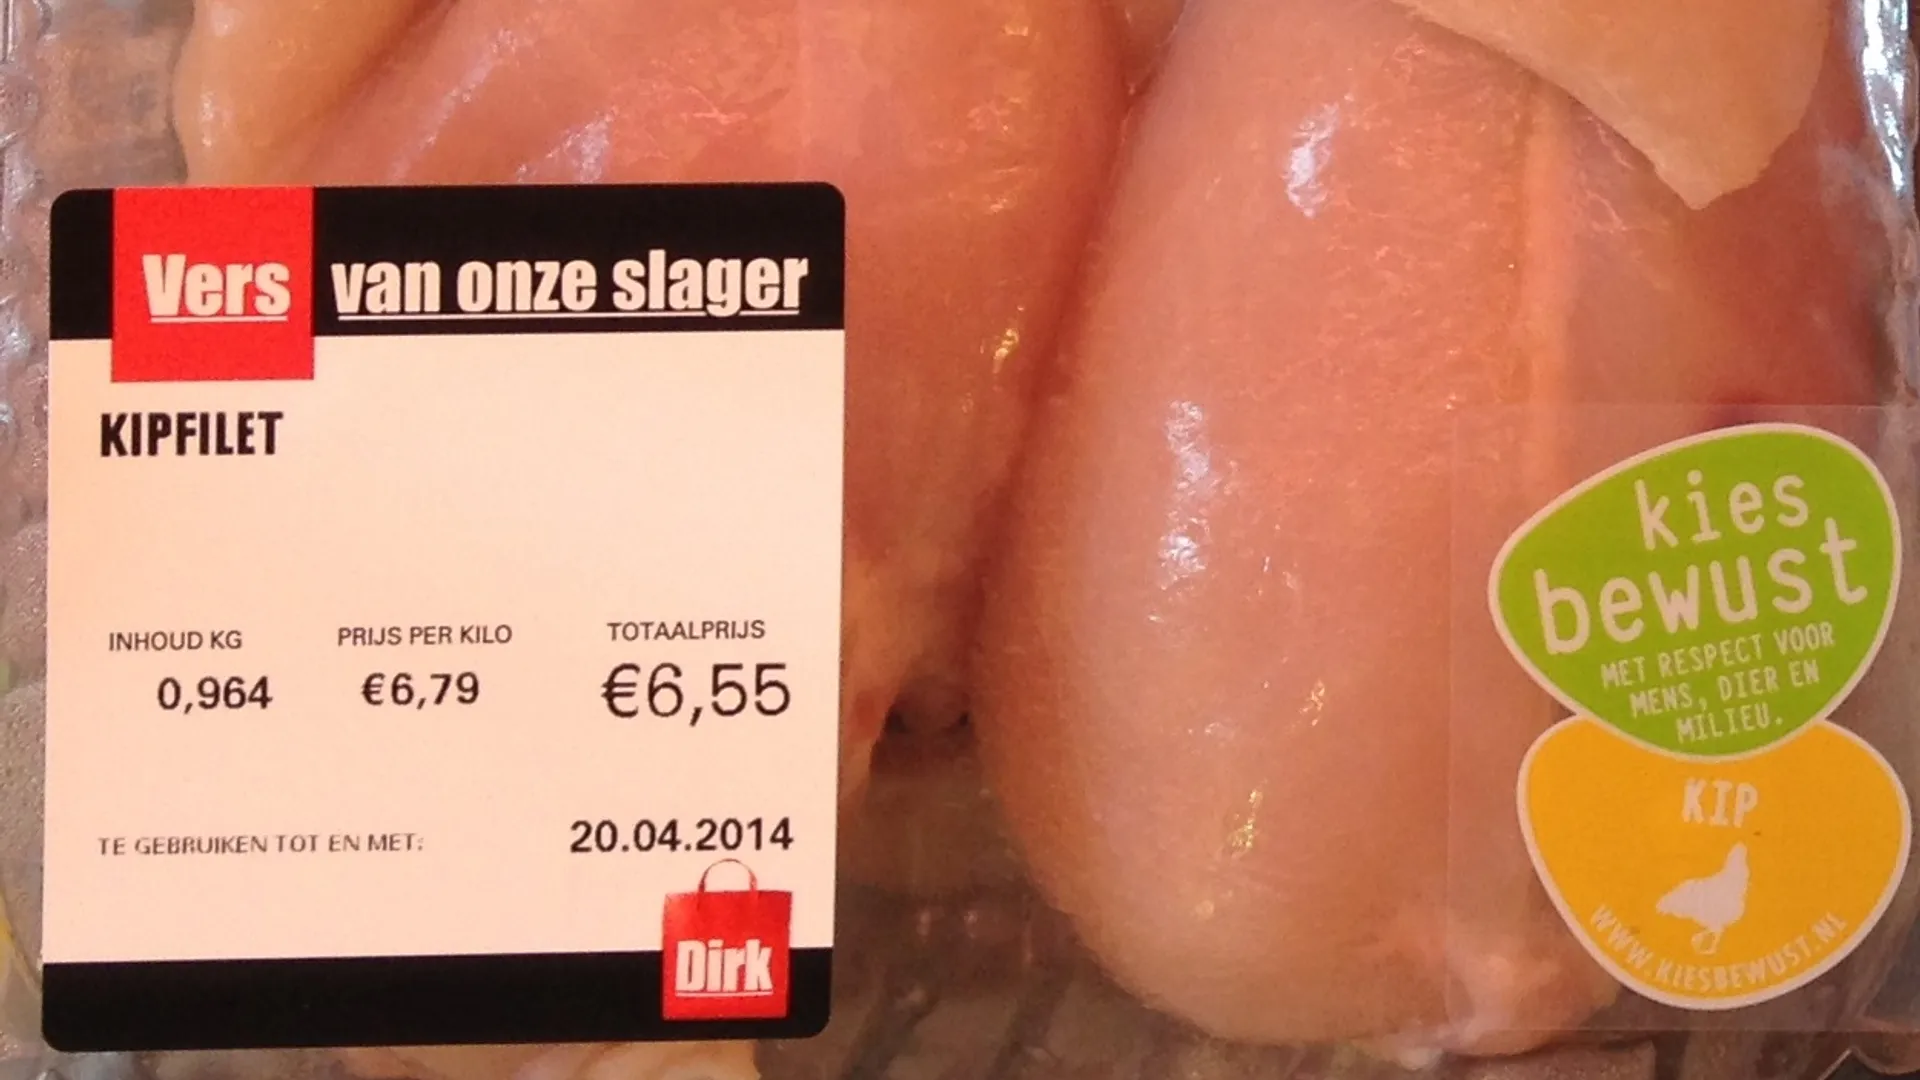 Vers van onze slager
KIPFILET
INHOUD KG PRIJS PER KILO TOTAALPRIJS
0,964 €6,79 €6,55
TE GEBRUIKEN TOT EN MET: 20.04.2014
Dirk
kies
bewust
MET RESPECT VOOR
MENS, DIER EN
MILIEU.
KIP
WWW.KIESBEWUST.NL